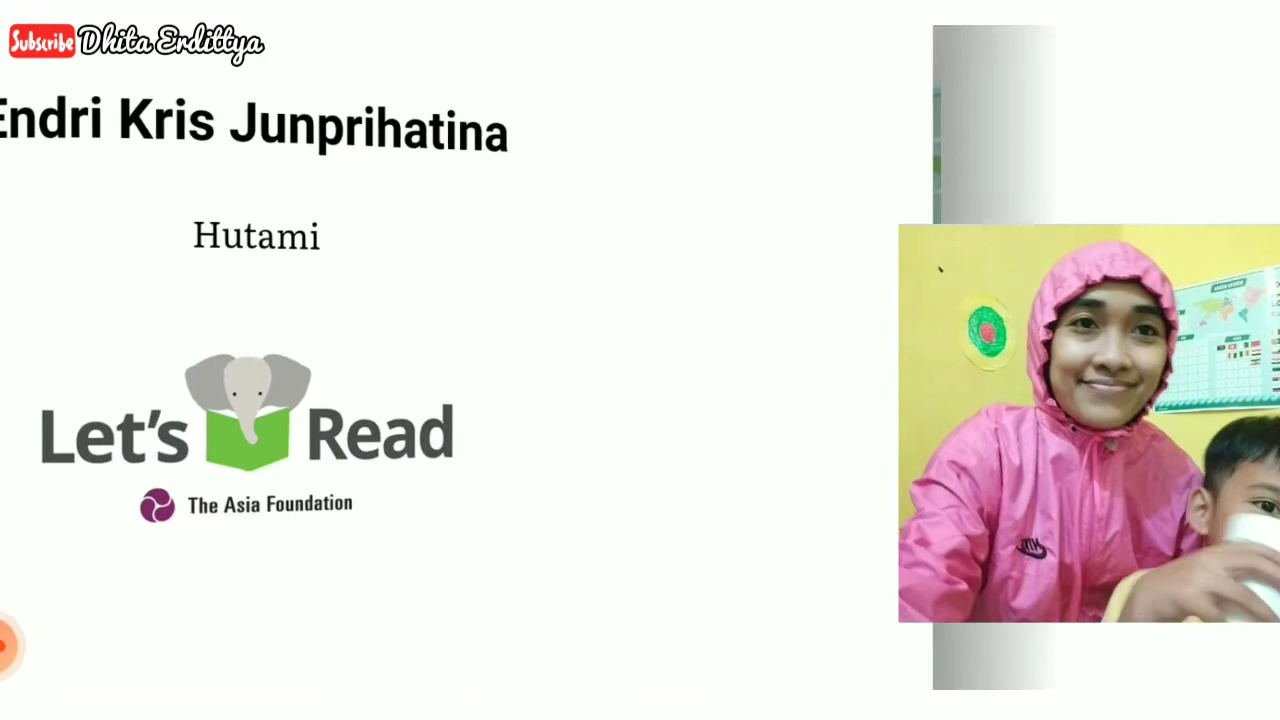 Subscribe Dhita Erdittya
Endri Kris Junprihatina
Hutami
Let's Read
The Asia Foundation